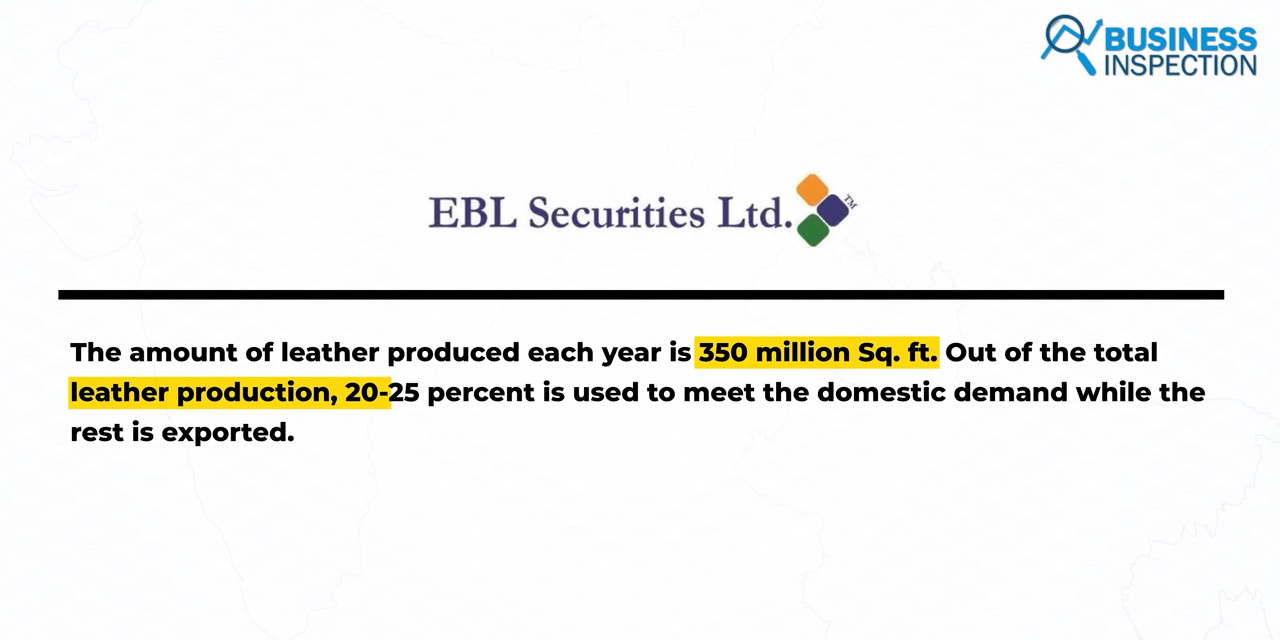 BUSINESS
INSPECTION
EBL Securities Ltd.™
The amount of leather produced each year is 350 million Sq. ft. Out of the total
leather production, 20-25 percent is used to meet the domestic demand while the
rest is exported.